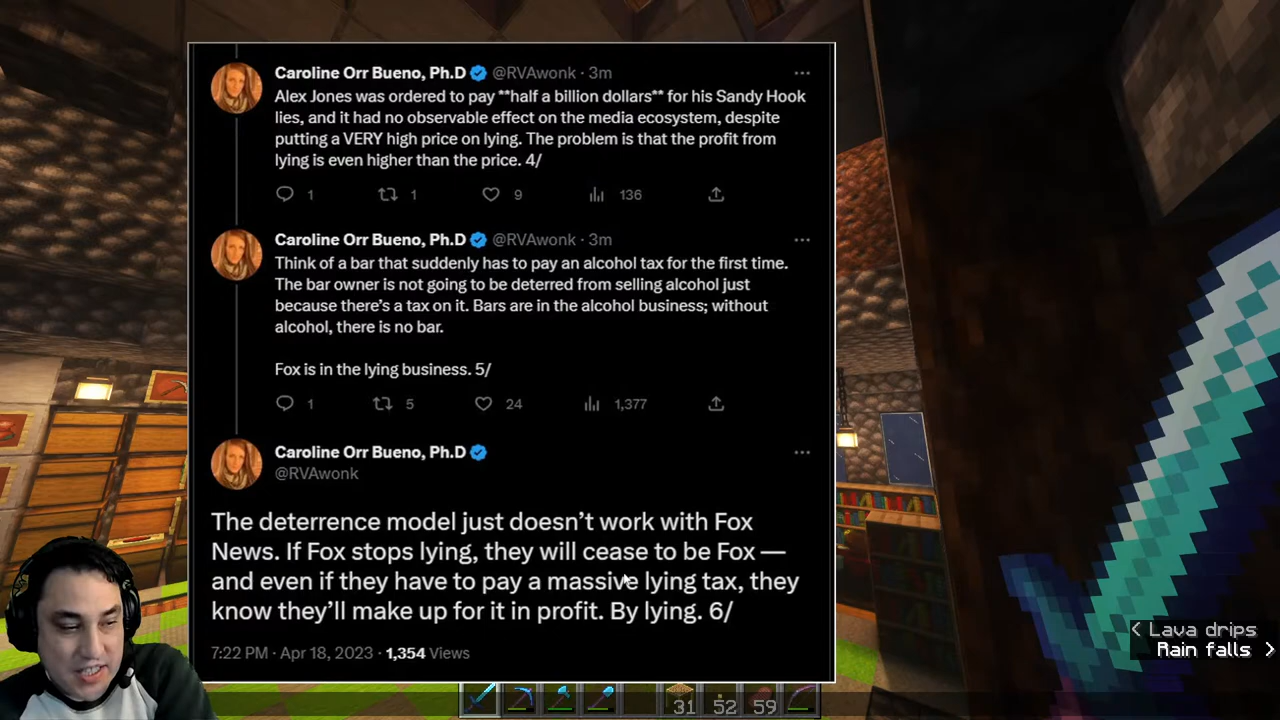 Caroline Orr Bueno, Ph.D @RVAwonk · 3m
Alex Jones was ordered to pay **half a billion dollars** for his Sandy Hook
lies, and it had no observable effect on the media ecosystem, despite
putting a VERY high price on lying. The problem is that the profit from
lying is even higher than the price. 4/
1 1 9 136
Caroline Orr Bueno, Ph.D @RVAwonk · 3m
Think of a bar that suddenly has to pay an alcohol tax for the first time.
The bar owner is not going to be deterred from selling alcohol just
because there’s a tax on it. Bars are in the alcohol business; without
alcohol, there is no bar.
Fox is in the lying business. 5/
1 5 24 1,377
Caroline Orr Bueno, Ph.D
@RVAwonk
The deterrence model just doesn’t work with Fox
News. If Fox stops lying, they will cease to be Fox —
and even if they have to pay a massive lying tax, they
know they’ll make up for it in profit. By lying. 6/
7:22 PM · Apr 18, 2023 · 1,354 Views
< Lava drips
Rain falls >
31 52 59